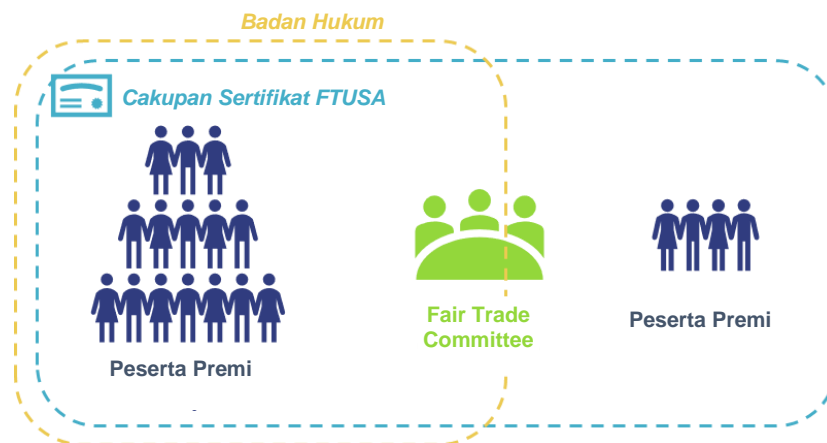 Badan Hukum
Cakupan Sertifikat FTUSA
Fair Trade
Committee
Peserta Premi
Peserta Premi